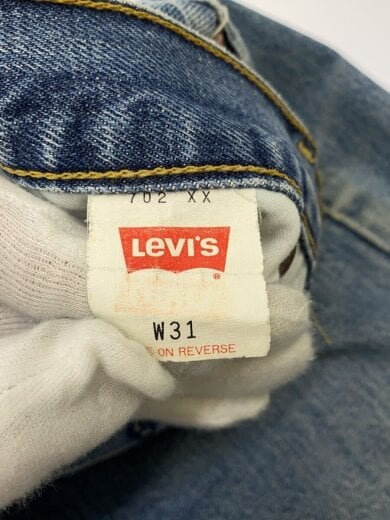 702 XX
LEVI'S
®
W31
ON REVERSE